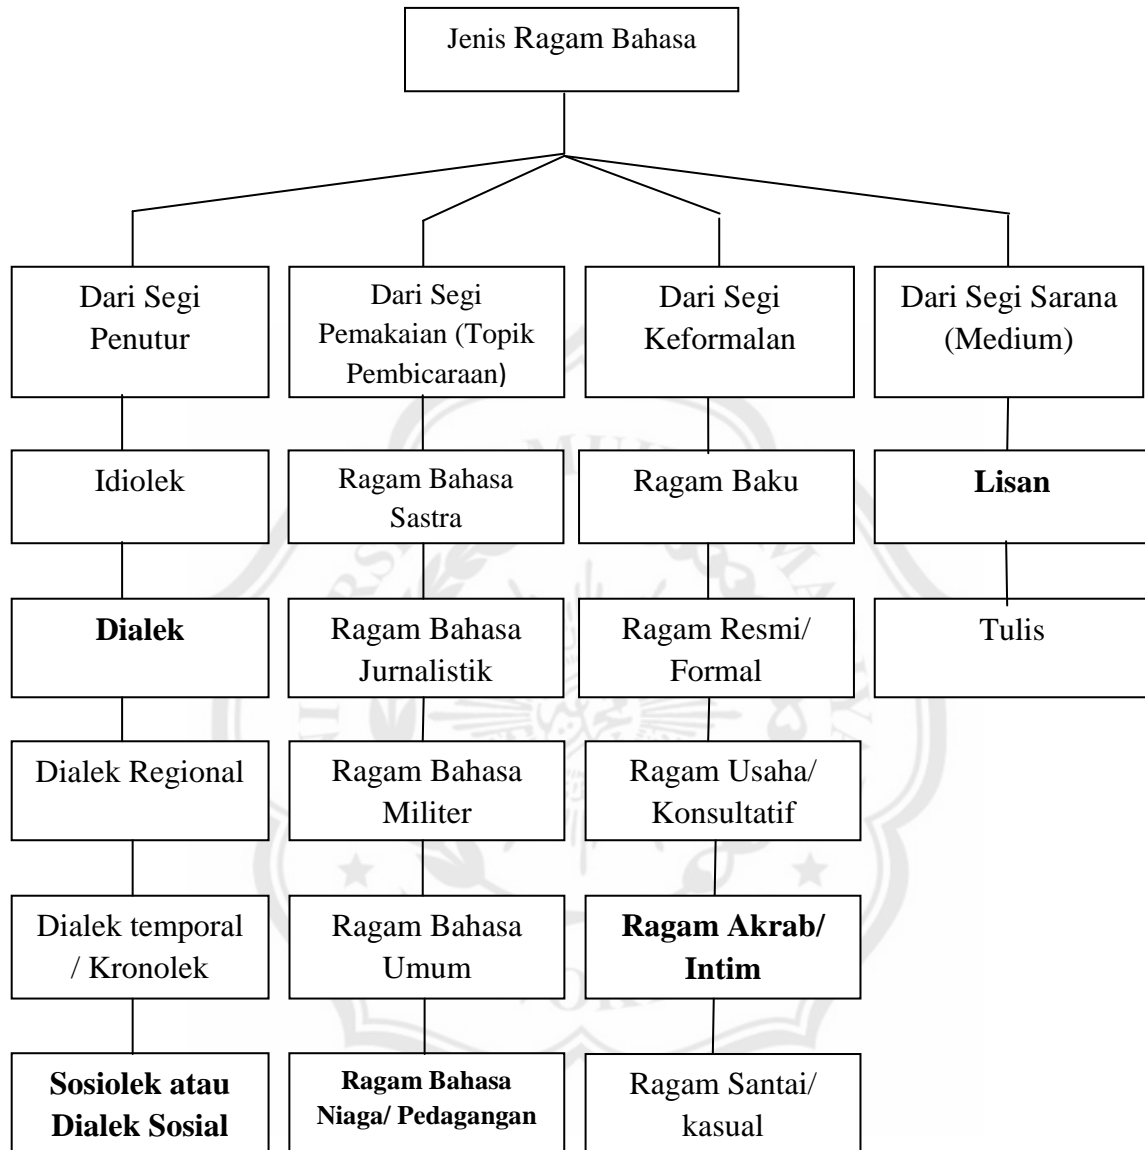 Jenis Ragam Bahasa
Dari Segi
Penutur
Dari Segi
Pemakaian (Topik
Pembicaraan)
Dari Segi
Keformalan
Dari Segi Sarana
(Medium)
Idiolek
Ragam Bahasa
Sastra
Ragam Baku
Lisan
Dialek
Ragam Bahasa
Jurnalistik
Ragam Resmi/
Formal
Tulis
Dialek Regional
Ragam Bahasa
Militer
Ragam Usaha/
Konsultatif
Dialek temporal
/ Kronolek
Ragam Bahasa
Umum
Ragam Akrab/
Intim
Sosiolek atau
Dialek Sosial
Ragam Bahasa
Niaga/ Pedagangan
Ragam Santai/
kasual